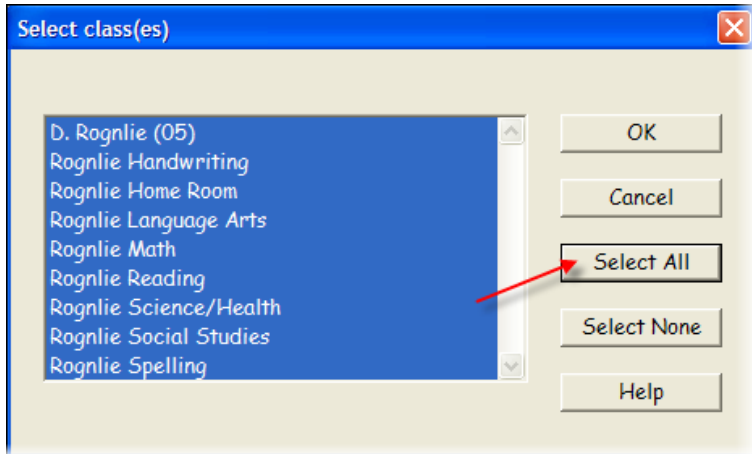 Select class(es)
D. Rognlie (05)
Rognlie Handwriting
Rognlie Home Room
Rognlie Language Arts
Rognlie Math
Rognlie Reading
Rognlie Science/Health
Rognlie Social Studies
Rognlie Spelling
OK
Cancel
Select All
Select None
Help